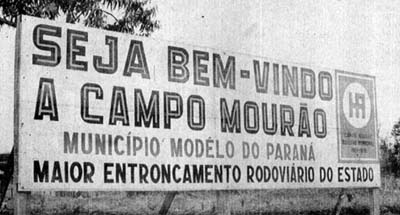 SEJA BEM-VINDO
A CAMPO MOURÃO
MUNICÍPIO MODÊLO DO PARANÁ
MAIOR ENTRONCAMENTO RODOVIÁRIO DO ESTADO